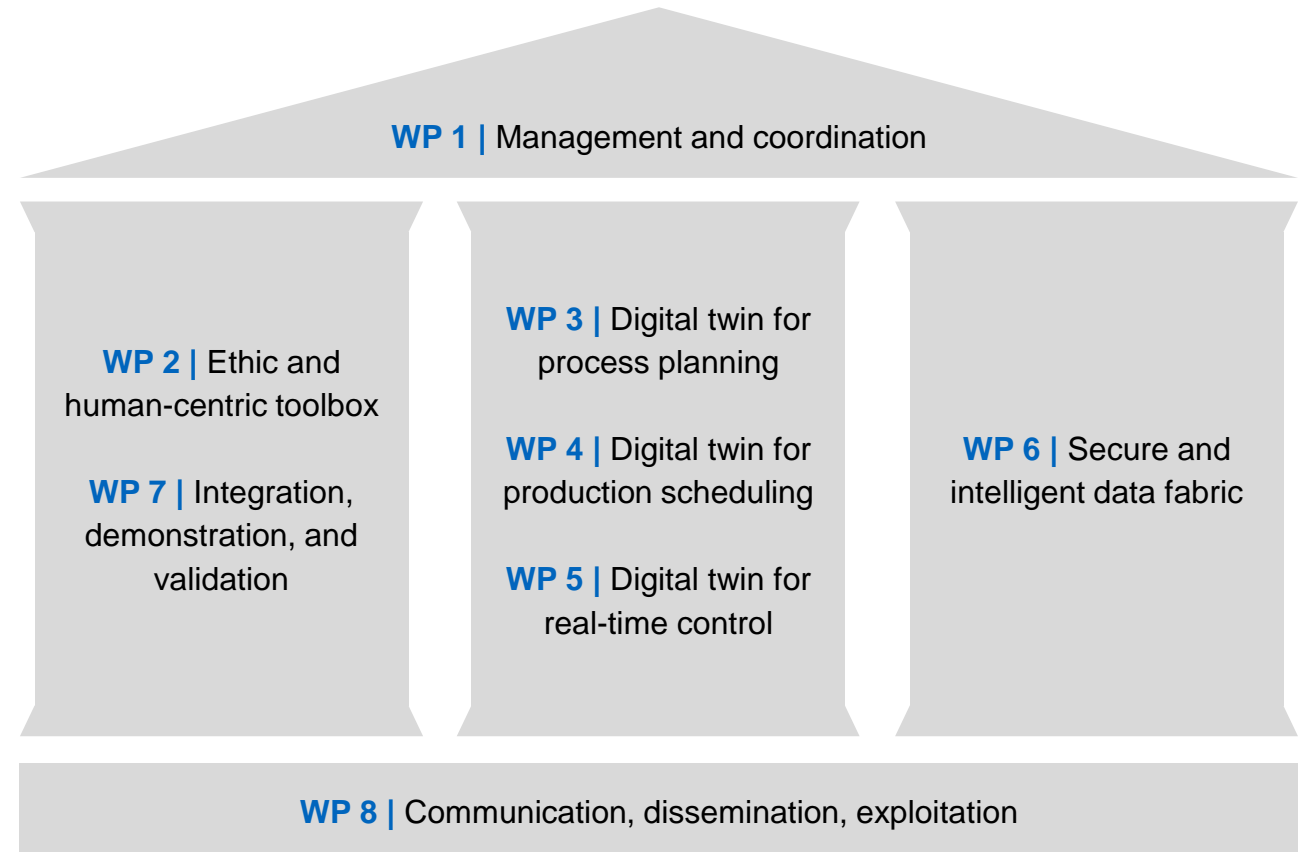 WP 1 | Management and coordination
WP 2 | Ethic and
human-centric toolbox
WP 7 | Integration,
demonstration, and
validation
WP 3 | Digital twin for
process planning
WP 4 | Digital twin for
production scheduling
WP 5 | Digital twin for
real-time control
WP 6 | Secure and
intelligent data fabric
WP 8 | Communication, dissemination, exploitation